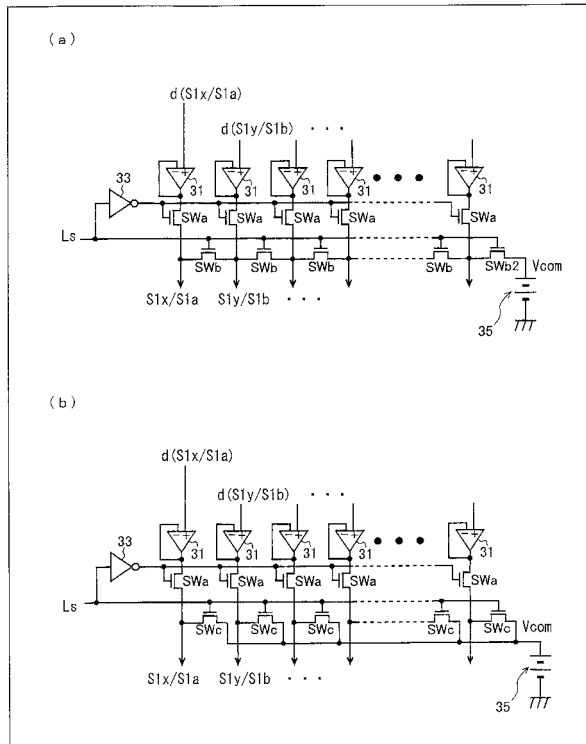 (a)
d(S1x/S1a)
d(S1y/S1b) · · ·
33
31 31 31 31 31
SWa SWa SWa SWa SWa
Ls
SWb SWb SWb SWb SWb2 Vcom
S1x/S1a S1y/S1b · · ·
35
(b)
d(S1x/S1a)
d(S1y/S1b) · · ·
33
31 31 31 31 31
SWa SWa SWa SWa SWa
Ls
SWc SWc SWc SWc SWc Vcom
S1x/S1a S1y/S1b · · ·
35